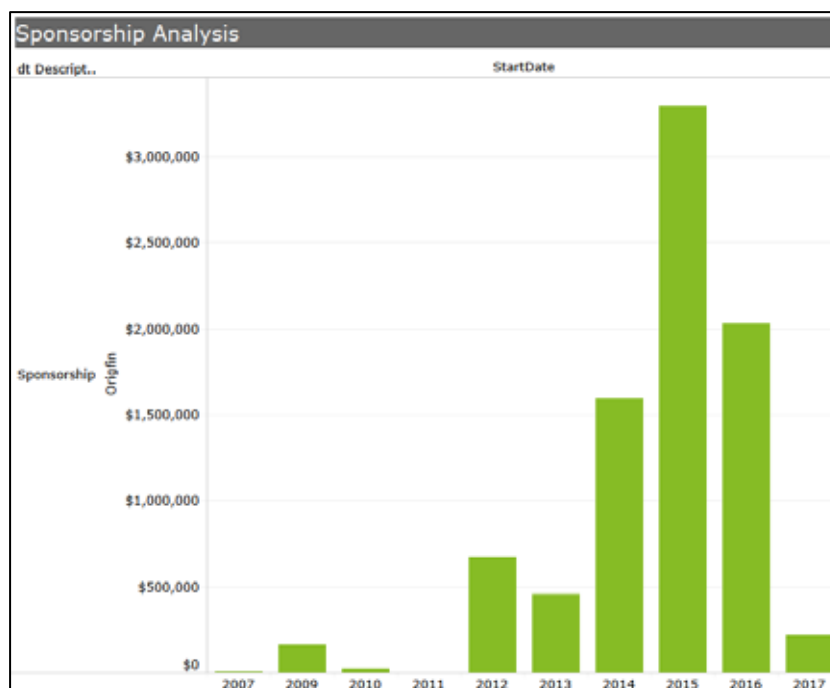 Sponsorship Analysis
dt Descript..
StartDate
$3,000,000
$2,500,000
$2,000,000
Sponsorship
Origfin
$1,500,000
$1,000,000
$500,000
$0
2007 2009 2010 2011 2012 2013 2014 2015 2016 2017